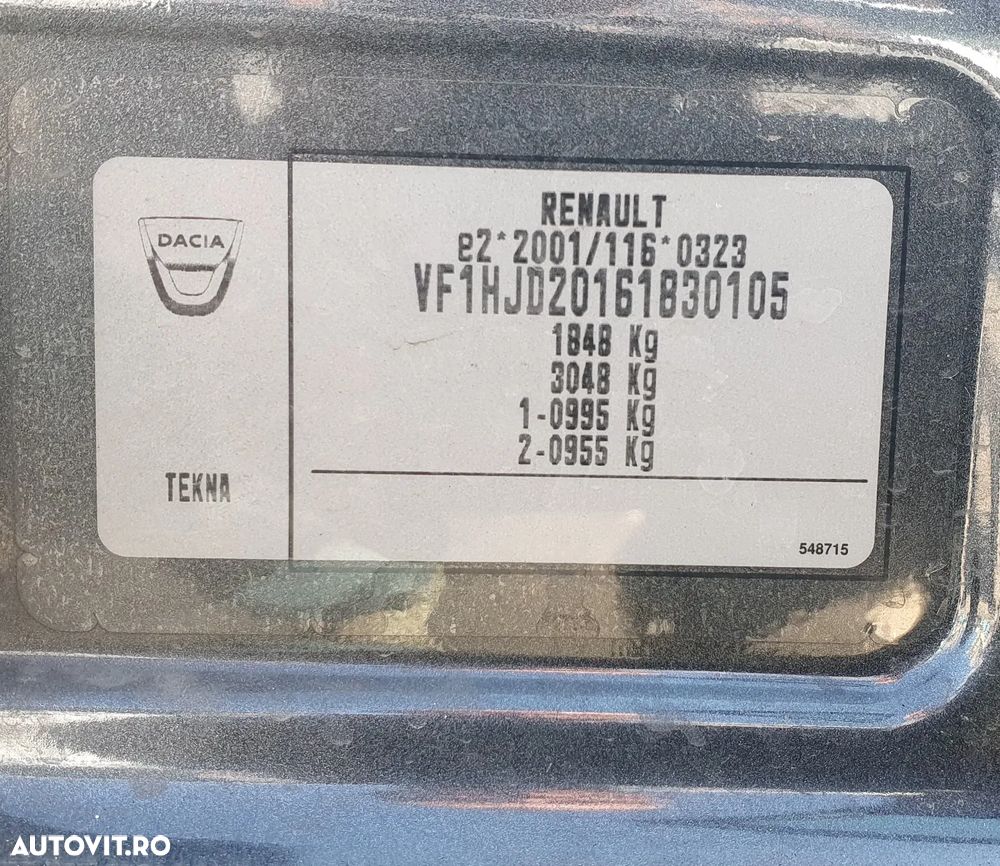 DACIA
TEKNA
RENAULT
e2*2001/116*0323
VF1HJD20161830105
1848 Kg
3048 Kg
1-0995 Kg
2-0955 Kg
548715
AUTOVIT.RO